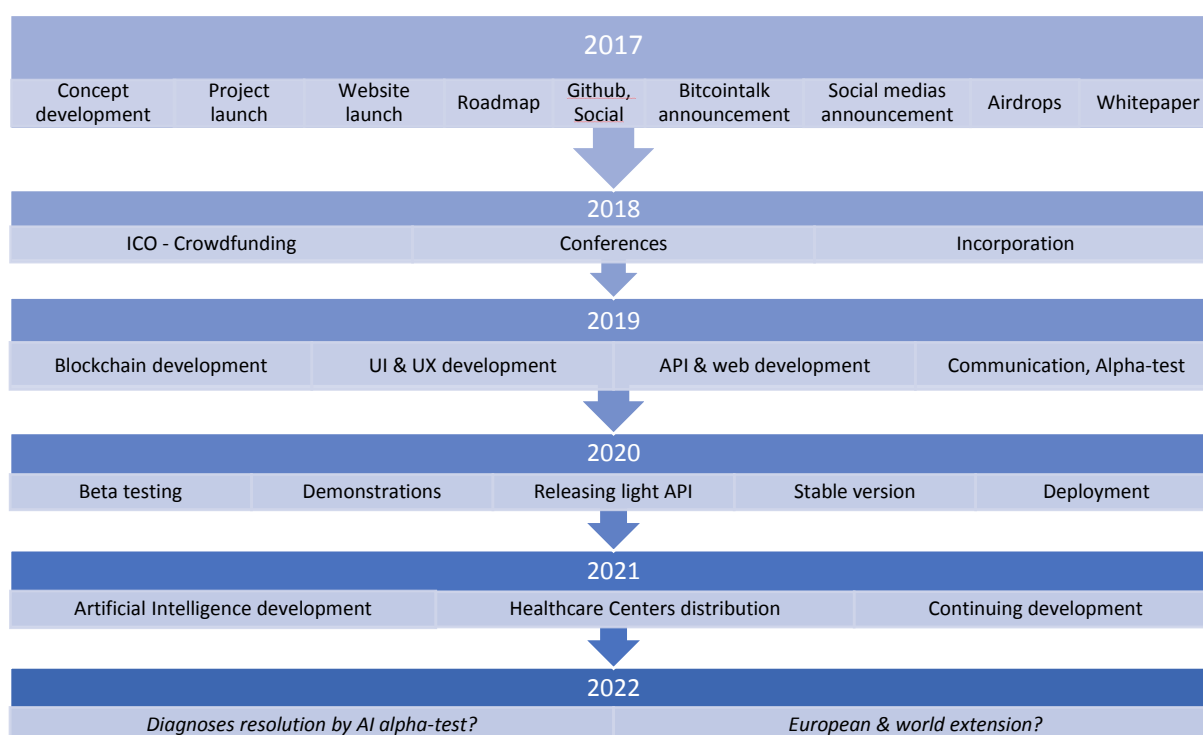 2017
Concept development
Project launch
Website launch
Roadmap
Github, Social
Bitcointalk announcement
Social medias announcement
Airdrops
Whitepaper
2018
ICO - Crowdfunding
Conferences
Incorporation
2019
Blockchain development
UI & UX development
API & web development
Communication, Alpha-test
2020
Beta testing
Demonstrations
Releasing light API
Stable version
Deployment
2021
Artificial Intelligence development
Healthcare Centers distribution
Continuing development
2022
Diagnoses resolution by AI alpha-test?
European & world extension?